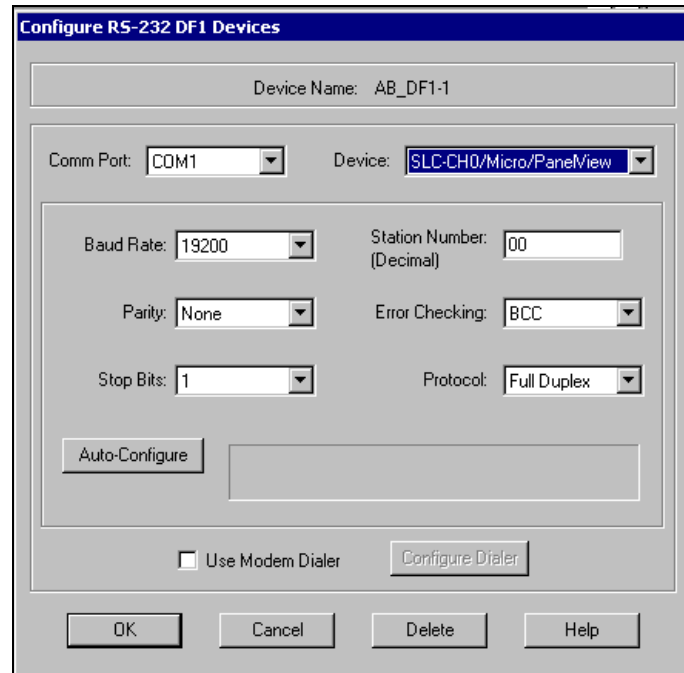 Configure RS-232 DF1 Devices
Device Name: AB_DF1-1
Comm Port: COM1 Device: SLC-CH0/Micro/PanelView
Baud Rate: 19200 Station Number: 00
(Decimal)
Parity: None Error Checking: BCC
Stop Bits: 1 Protocol: Full Duplex
Auto-Configure
Use Modem Dialer Configure Dialer
OK Cancel Delete Help